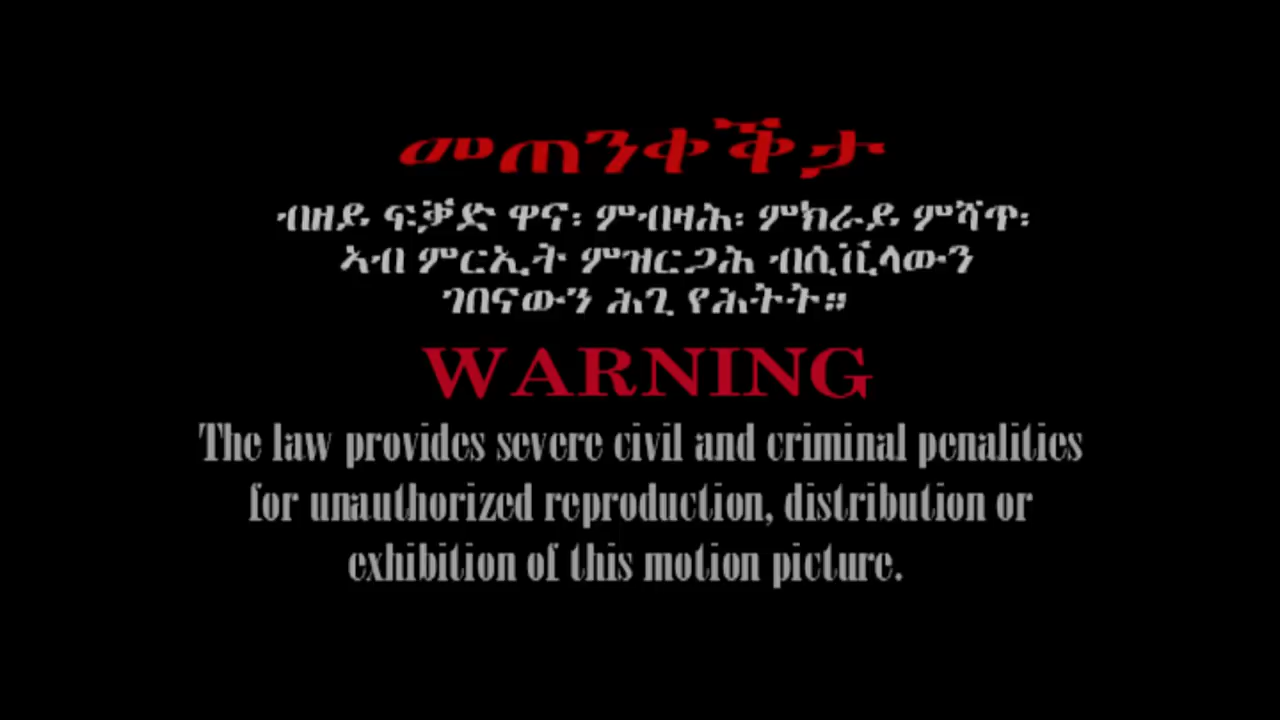 መጠንቀቕታ
ብዘይ ፍቓድ ዋና፡ ምብዛሕ፡ ምክራይ ምሻጥ፡
ኣብ ምርኢት ምዝርጋሕ ብሲቪላውን
ገበናውን ሕጊ የሕትት።
WARNING
The law provides severe civil and criminal penalities
for unauthorized reproduction, distribution or
exhibition of this motion picture.